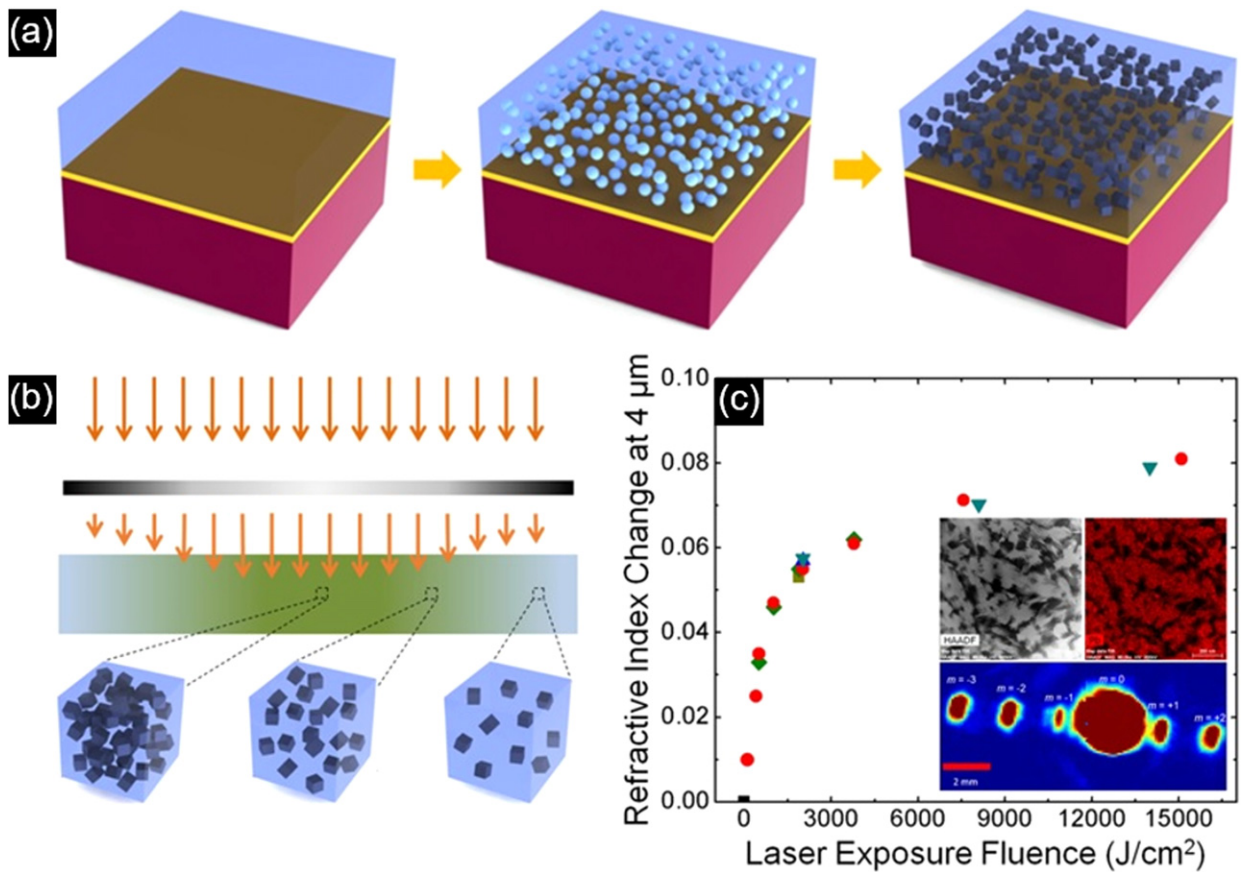 (a)
(b)
(c)
0.10
0.08
0.06
0.04
0.02
0.00
Refractive Index Change at 4 µm
HAADF
m = -3
m = -2
m = -1
m = 0
m = +1
m = +2
2 mm
0
3000
6000
9000
12000
15000
Laser Exposure Fluence (J/cm²)